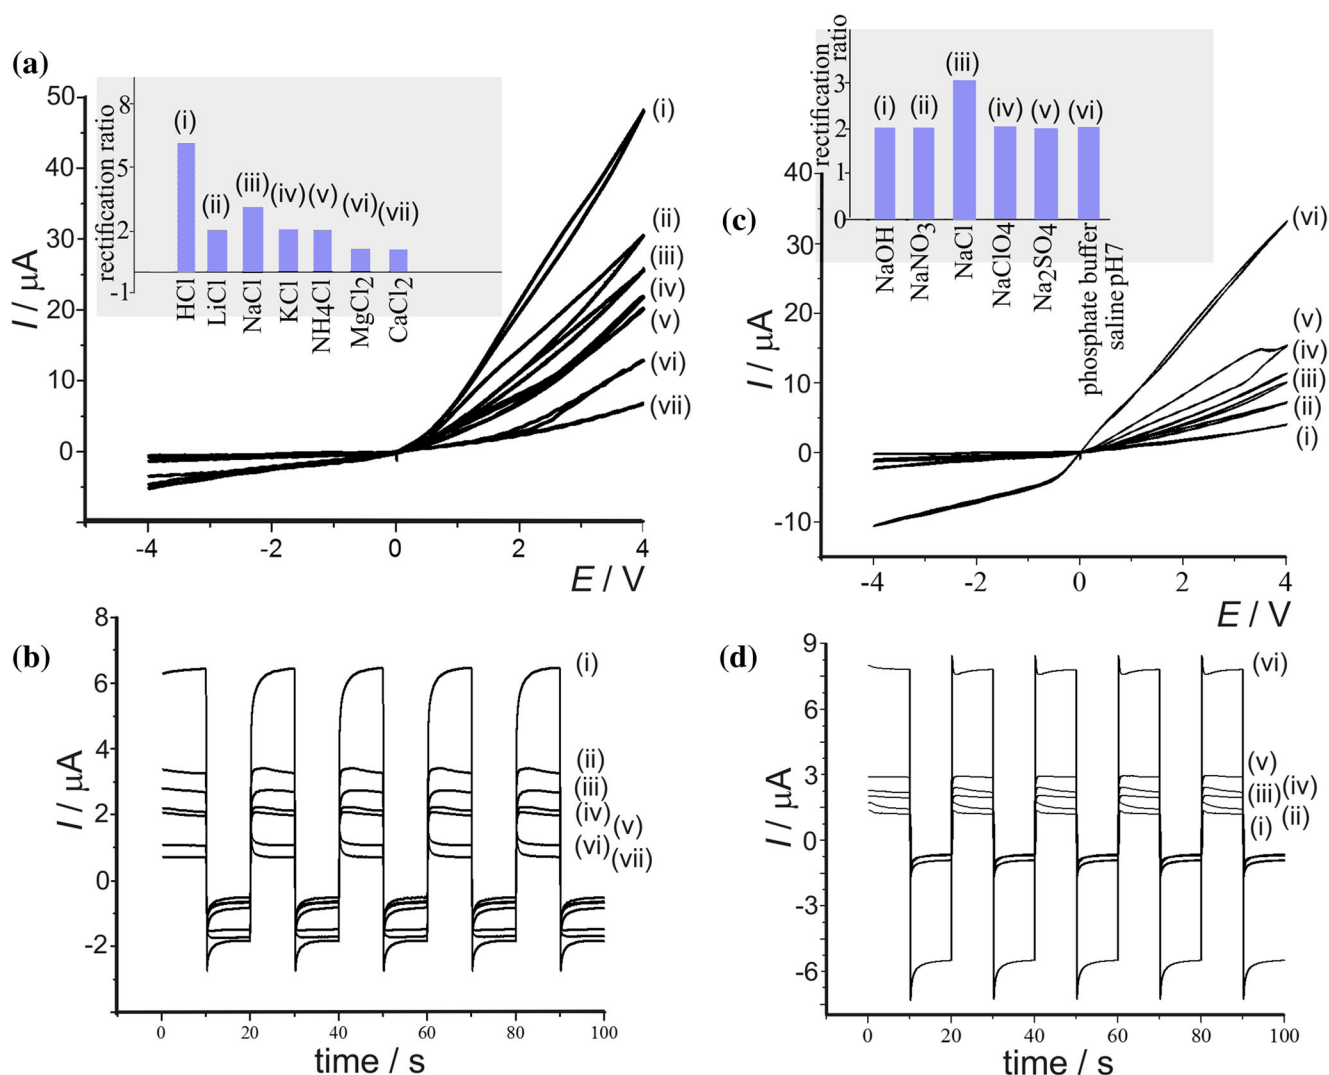 (a)
rectification ratio
8
5
2
-1
(i)
(ii)
(iii)
(iv)
(v)
(vi)
(vii)
HCl
LiCl
NaCl
KCl
NH4Cl
MgCl2
CaCl2
I / µA
50
40
30
20
10
0
(i)
(ii)
(iii)
(iv)
(v)
(vi)
(vii)
-4
-2
0
2
4
E / V
(c)
rectification
ratio
4
3
2
1
0
(i)
(ii)
(iii)
(iv)
(v)
(vi)
NaOH
NaNO3
NaCl
NaClO4
Na2SO4
phosphate buffer
saline pH7
I / µA
40
30
20
10
0
-10
(vi)
(v)
(iv)
(iii)
(ii)
(i)
-4
-2
0
2
4
E / V
(b)
I / µA
8
6
4
2
0
-2
(i)
(ii)
(iii)
(iv)
(v)
(vi)
(vii)
0
20
40
60
80
100
time / s
(d)
I / µA
9
6
3
0
-3
-6
(vi)
(v)
(iv)
(iii)
(ii)
(i)
0
20
40
60
80
100
time / s